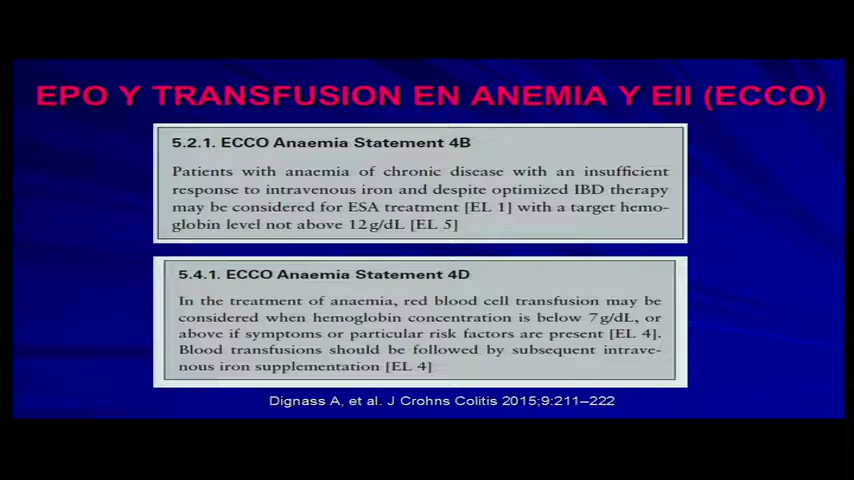 EPO Y TRANSFUSION EN ANEMIA Y EII (ECCO)
5.2.1. ECCO Anaemia Statement 4B
Patients with anaemia of chronic disease with an insufficient
response to intravenous iron and despite optimized IBD therapy
may be considered for ESA treatment [EL 1] with a target hemo-
globin level not above 12 g/dL [EL 5]
5.4.1. ECCO Anaemia Statement 4D
In the treatment of anaemia, red blood cell transfusion may be
considered when hemoglobin concentration is below 7 g/dL, or
above if symptoms or particular risk factors are present [EL 4].
Blood transfusions should be followed by subsequent intrave-
nous iron supplementation [EL 4]
Dignass A, et al. J Crohns Colitis 2015;9:211–222